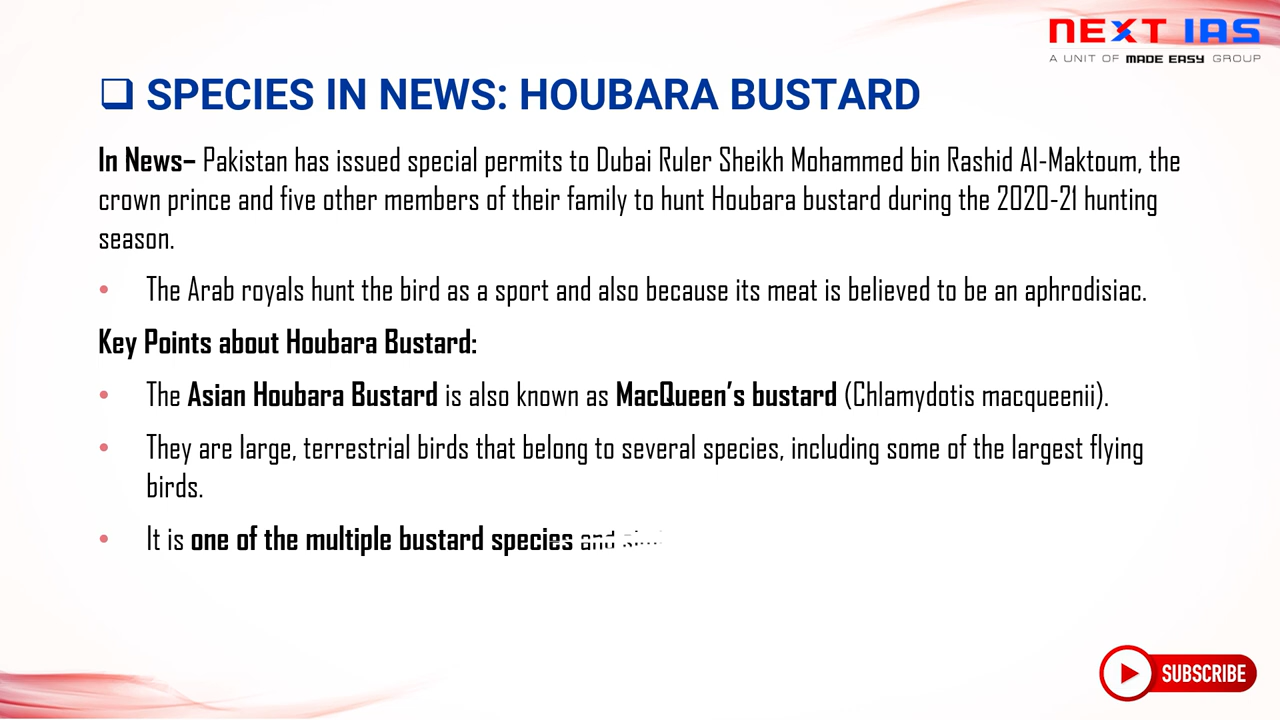 NEXT IAS
A UNIT OF MADE EASY GROUP
SPECIES IN NEWS: HOUBARA BUSTARD
In News– Pakistan has issued special permits to Dubai Ruler Sheikh Mohammed bin Rashid Al-Maktoum, the
crown prince and five other members of their family to hunt Houbara bustard during the 2020-21 hunting
season.
• The Arab royals hunt the bird as a sport and also because its meat is believed to be an aphrodisiac.
Key Points about Houbara Bustard:
• The Asian Houbara Bustard is also known as MacQueen’s bustard (Chlamydotis macqueenii).
• They are large, terrestrial birds that belong to several species, including some of the largest flying
birds.
• It is one of the multiple bustard species and
SUBSCRIBE